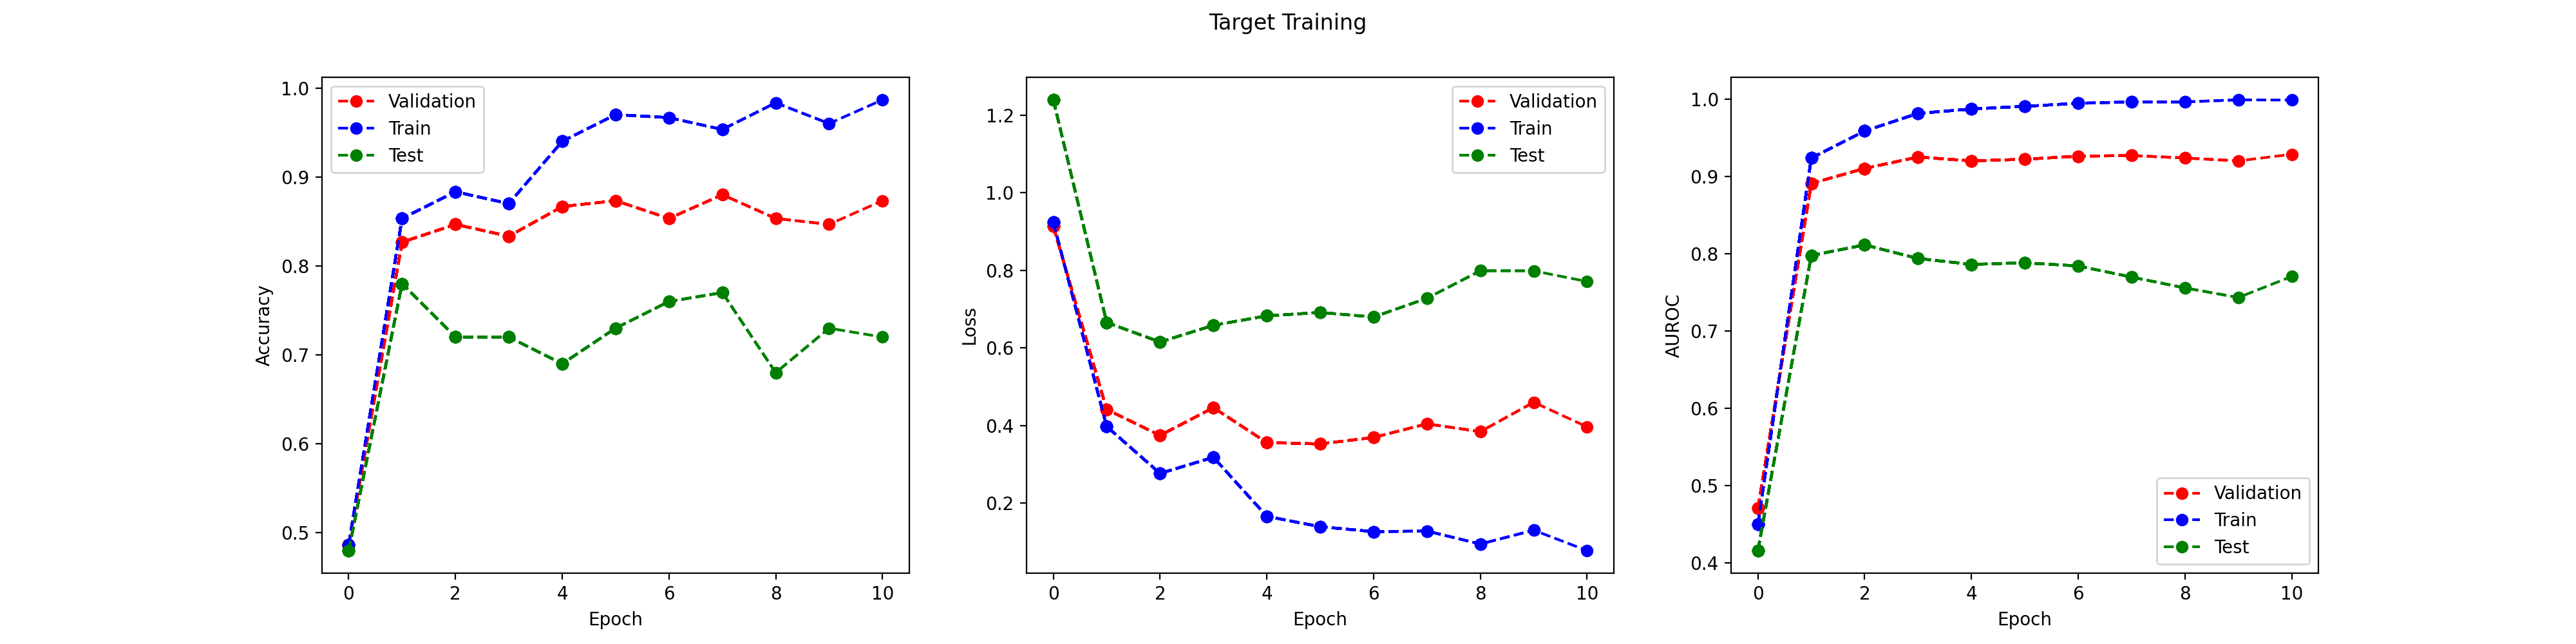 Target Training
Accuracy
1.0
0.9
0.8
0.7
0.6
0.5
Validation
Train
Test
0 2 4 6 8 10
Epoch
Loss
1.2
1.0
0.8
0.6
0.4
0.2
Validation
Train
Test
0 2 4 6 8 10
Epoch
AUROC
1.0
0.9
0.8
0.7
0.6
0.5
0.4
Validation
Train
Test
0 2 4 6 8 10
Epoch